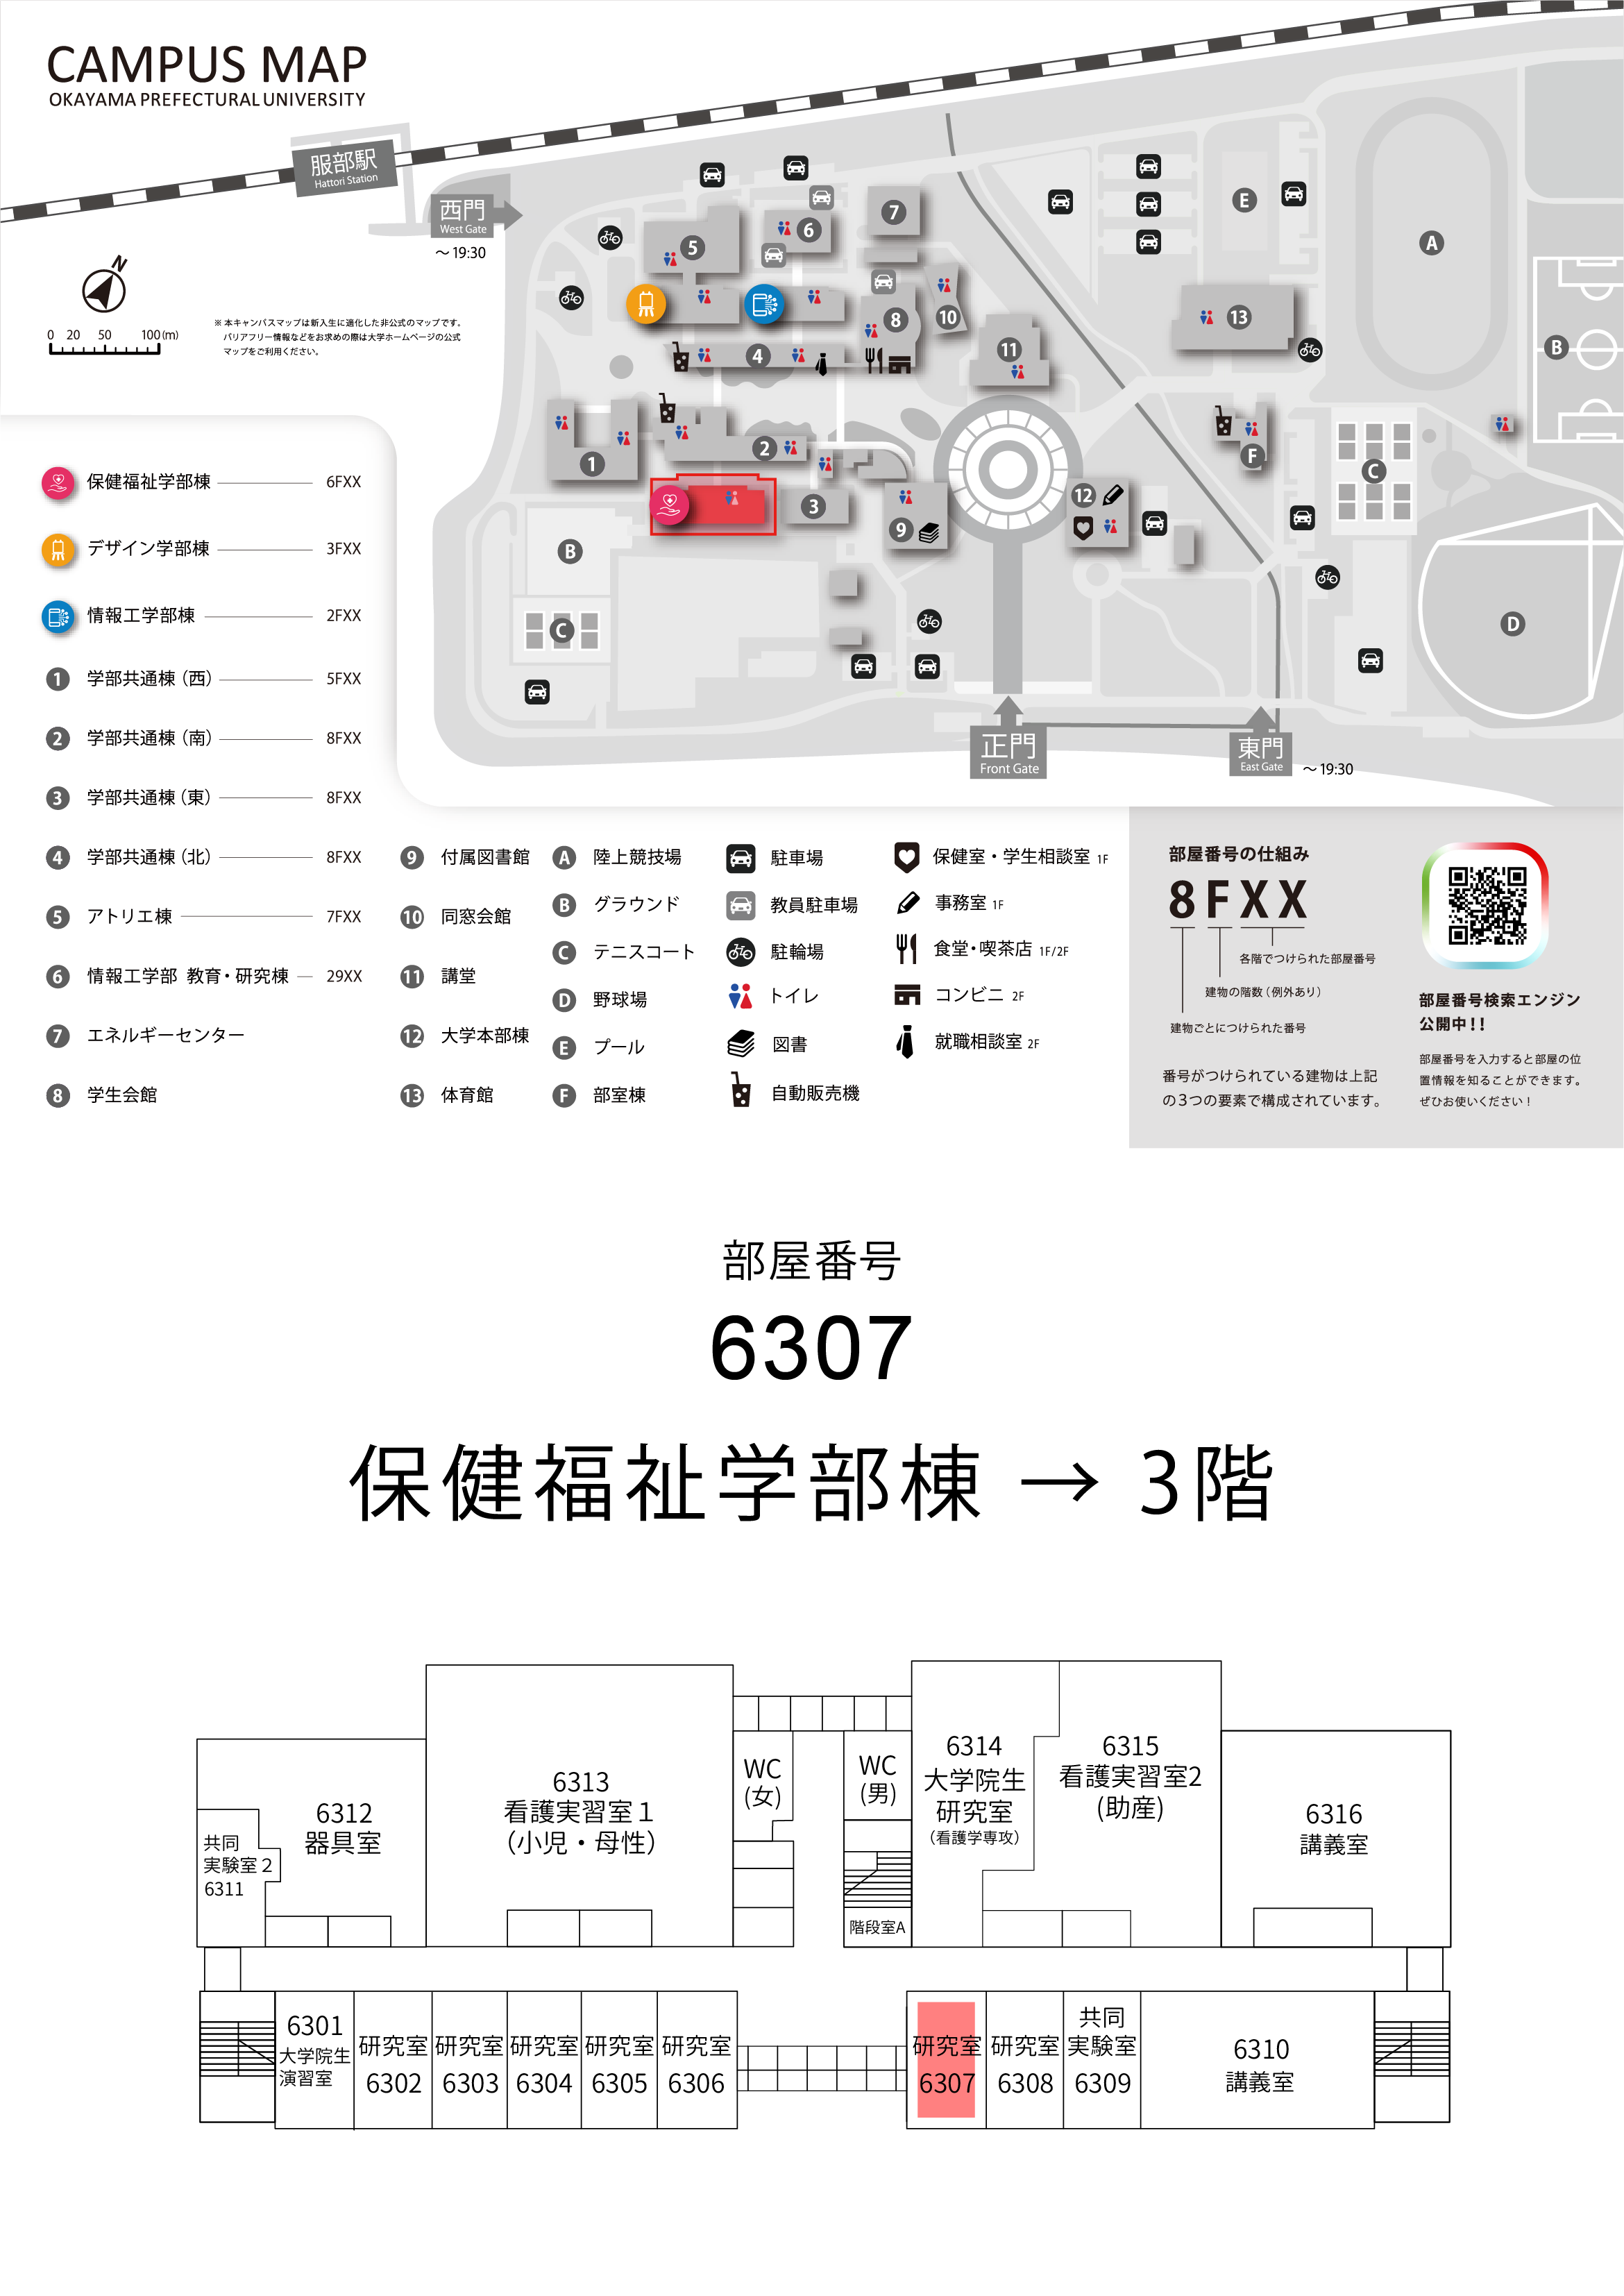 CAMPUS MAP
OKAYAMA PREFECTURAL UNIVERSITY
服部駅
Hattori Station
西門
West Gate
～19:30
N
0 20 50 100(m)
※ 本キャンパスマップは新入生に適化した非公式のマップです。
バリアフリー情報などをお求めの際は大学ホームページの公式
マップをご利用ください。
7
6
5
E
A
8
10
13
4
11
B
1
2
3
F
C
9
12
B
C
D
正門
Front Gate
東門
East Gate
～19:30
保健福祉学部棟 6FXX
デザイン学部棟 3FXX
情報工学部棟 2FXX
1 学部共通棟（西） 5FXX
2 学部共通棟（南） 8FXX
3 学部共通棟（東） 8FXX
4 学部共通棟（北） 8FXX
5 アトリエ棟 7FXX
6 情報工学部 教育・研究棟 29XX
7 エネルギーセンター
8 学生会館
9 付属図書館
10 同窓会館
11 講堂
12 大学本部棟
13 体育館
A 陸上競技場
B グラウンド
C テニスコート
D 野球場
E プール
F 部室棟
駐車場
教員駐車場
駐輪場
トイレ
図書
自動販売機
保健室・学生相談室 1F
事務室 1F
食堂・喫茶店 1F/2F
コンビニ 2F
就職相談室 2F
部屋番号の仕組み
8FXX
各階でつけられた部屋番号
建物の階数（例外あり）
建物ごとにつけられた番号
番号がつけられている建物は上記
の3つの要素で構成されています。
部屋番号検索エンジン
公開中！！
部屋番号を入力すると部屋の位
置情報を知ることができます。
ぜひお使いください！
部屋番号
6307
保健福祉学部棟 → 3階
6312
器具室
共同
実験室２
6311
6313
看護実習室１
（小児・母性）
WC
(女)
WC
(男)
階段室A
6314
大学院生
研究室
（看護学専攻）
6315
看護実習室2
(助産)
6316
講義室
6301
大学院生
演習室
研究室
6302
研究室
6303
研究室
6304
研究室
6305
研究室
6306
研究室
6307
研究室
6308
共同
実験室
6309
6310
講義室